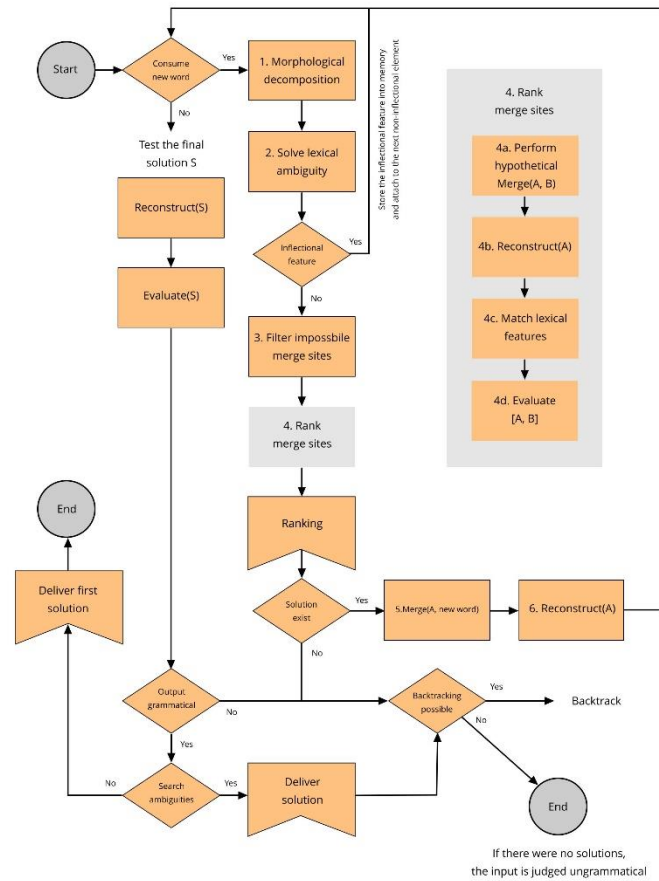 Start
Consume
new word
Yes
No
1. Morphological
decomposition
2. Solve lexical
ambiguity
Inflectional
feature
Yes
No
Store the inflectional feature into memory
and attach to the next non-inflectional element
3. Filter impossbile
merge sites
4. Rank
merge sites
Ranking
Solution
exist
Yes
No
5.Merge(A, new word)
6. Reconstruct(A)
4. Rank
merge sites
4a. Perform
hypothetical
Merge(A, B)
4b. Reconstruct(A)
4c. Match lexical
features
4d. Evaluate
[A, B]
Test the final
solution S
Reconstruct(S)
Evaluate(S)
Output
grammatical
No
Yes
Search
ambiguities
No
Yes
Deliver first
solution
End
Deliver
solution
Backtracking
possible
Yes
Backtrack
No
End
If there were no solutions,
the input is judged ungrammatical